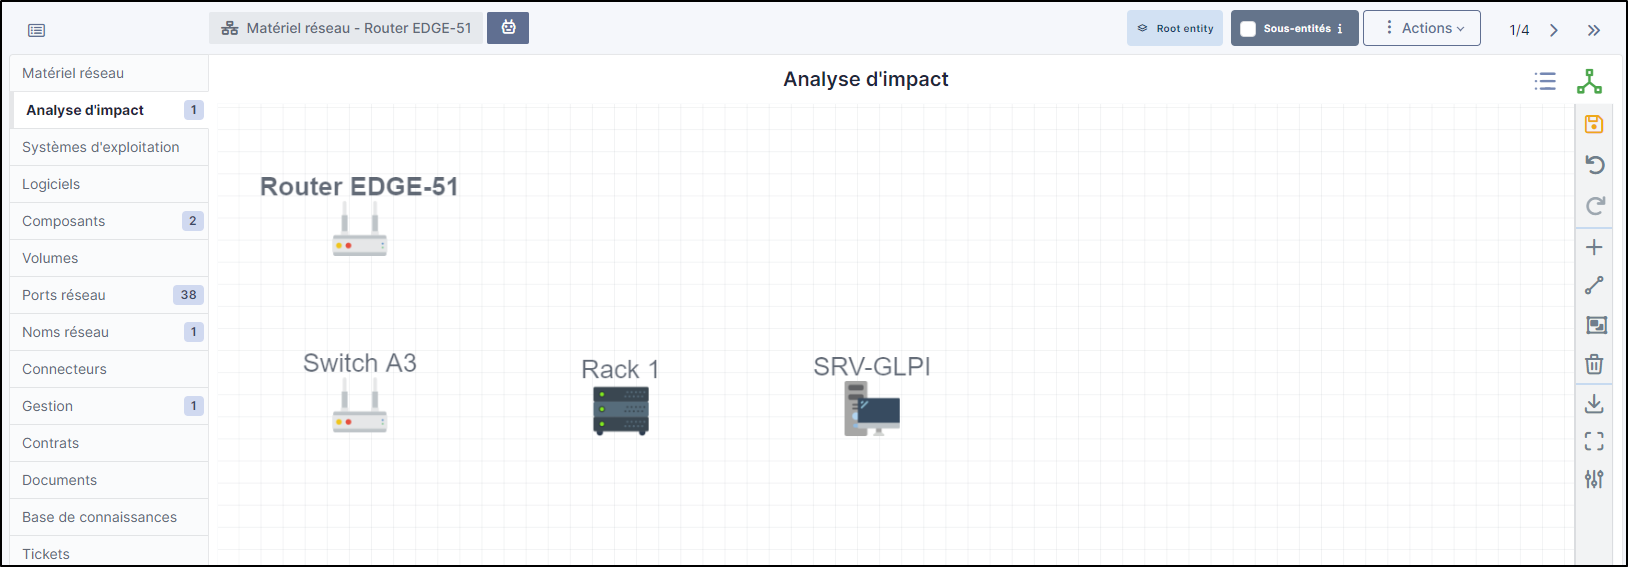 Matériel réseau - Router EDGE-51
Root entity
Sous-entités i
Actions
1/4
Matériel réseau
Analyse d'impact 1
Systèmes d'exploitation
Logiciels
Composants 2
Volumes
Ports réseau 38
Noms réseau 1
Connecteurs
Gestion 1
Contrats
Documents
Base de connaissances
Tickets
Analyse d'impact
Router EDGE-51
Switch A3
Rack 1
SRV-GLPI